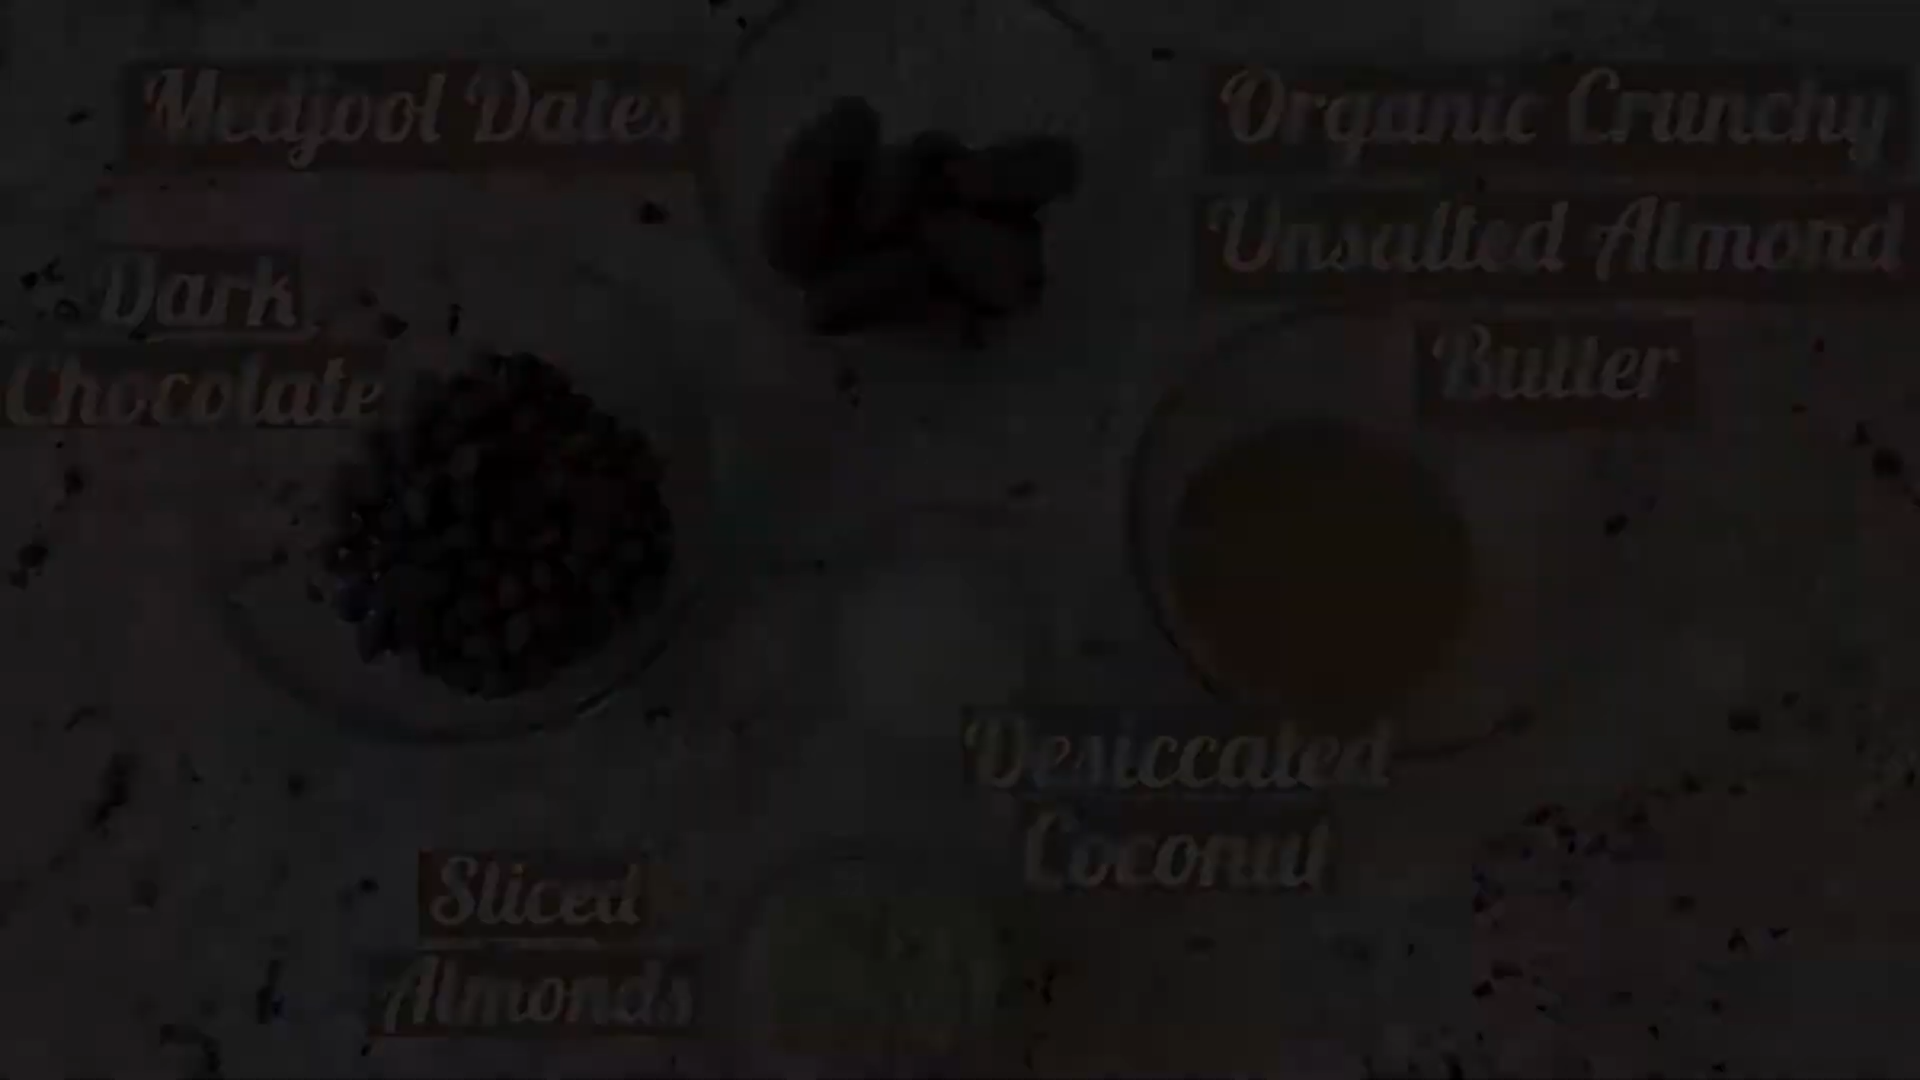 Medjool Dates
Organic Crunchy
Unsalted Almond
Butter
Dark
Chocolate
Desiccated
Coconut
Sliced
Almonds